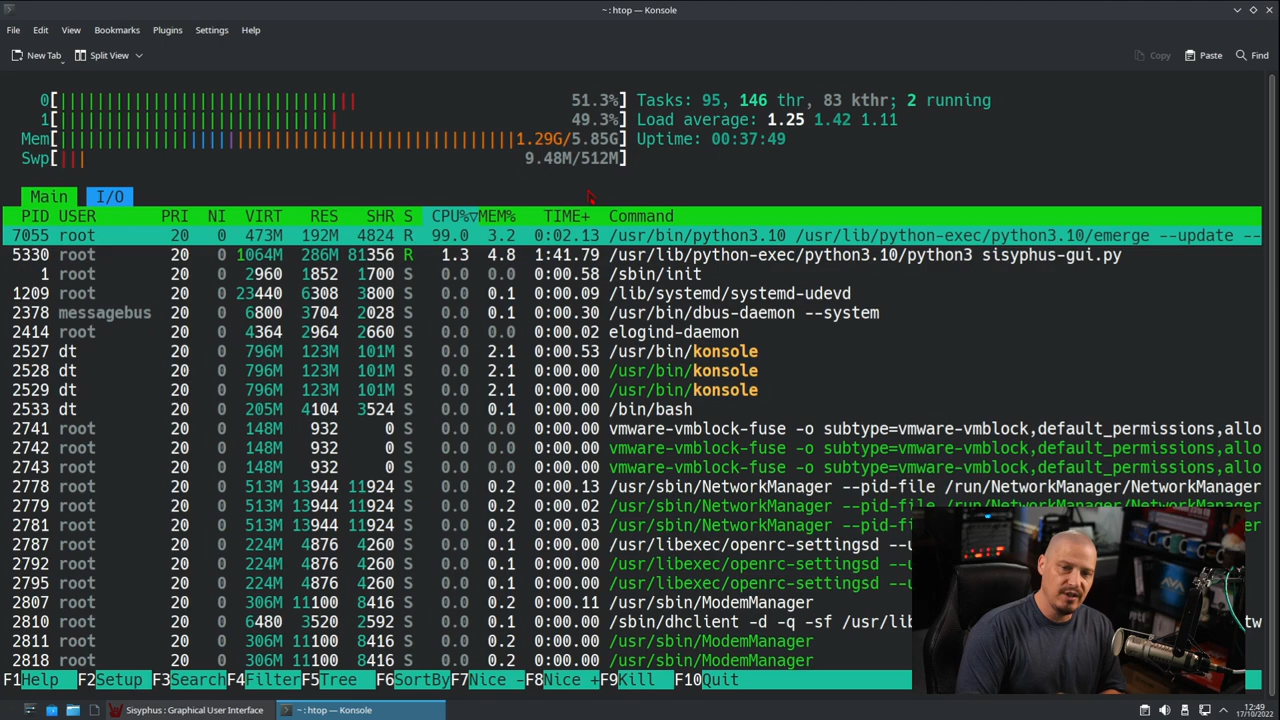 ~ : htop — Konsole
File Edit View Bookmarks Plugins Settings Help
New Tab Split View Copy Paste Find
0[ 51.3%] Tasks: 95, 146 thr, 83 kthr; 2 running
1[ 49.3%] Load average: 1.25 1.42 1.11
Mem[ 1.29G/5.85G] Uptime: 00:37:49
Swp[ 9.48M/512M]
Main I/O
PID USER PRI NI VIRT RES SHR S CPU%▽MEM% TIME+ Command
7055 root 20 0 473M 192M 4824 R 99.0 3.2 0:02.13 /usr/bin/python3.10 /usr/lib/python-exec/python3.10/emerge --update --
5330 root 20 0 1064M 286M 81356 R 1.3 4.8 1:41.79 /usr/lib/python-exec/python3.10/python3 sisyphus-gui.py
1 root 20 0 2960 1852 1700 S 0.0 0.0 0:00.58 /sbin/init
1209 root 20 0 23440 6308 3800 S 0.0 0.1 0:00.09 /lib/systemd/systemd-udevd
2378 messagebus 20 0 6800 3704 2028 S 0.0 0.1 0:00.30 /usr/bin/dbus-daemon --system
2414 root 20 0 4364 2964 2660 S 0.0 0.0 0:00.02 elogind-daemon
2527 dt 20 0 796M 123M 101M S 0.0 2.1 0:00.53 /usr/bin/konsole
2528 dt 20 0 796M 123M 101M S 0.0 2.1 0:00.00 /usr/bin/konsole
2529 dt 20 0 796M 123M 101M S 0.0 2.1 0:00.00 /usr/bin/konsole
2533 dt 20 0 205M 4104 3524 S 0.0 0.1 0:00.00 /bin/bash
2741 root 20 0 148M 932 0 S 0.0 0.0 0:00.00 vmware-vmblock-fuse -o subtype=vmware-vmblock,default_permissions,allo
2742 root 20 0 148M 932 0 S 0.0 0.0 0:00.00 vmware-vmblock-fuse -o subtype=vmware-vmblock,default_permissions,allo
2743 root 20 0 148M 932 0 S 0.0 0.0 0:00.00 vmware-vmblock-fuse -o subtype=vmware-vmblock,default_permissions,allo
2778 root 20 0 513M 13944 11924 S 0.0 0.2 0:00.13 /usr/sbin/NetworkManager --pid-file /run/NetworkManager/NetworkManager
2779 root 20 0 513M 13944 11924 S 0.0 0.2 0:00.02 /usr/sbin/NetworkManager --pid-file /run/NetworkManager/NetworkManager
2781 root 20 0 513M 13944 11924 S 0.0 0.2 0:00.03 /usr/sbin/NetworkManager --pid-f
2787 root 20 0 224M 4876 4260 S 0.0 0.1 0:00.00 /usr/libexec/openrc-settingsd --
2792 root 20 0 224M 4876 4260 S 0.0 0.1 0:00.00 /usr/libexec/openrc-settingsd --
2795 root 20 0 224M 4876 4260 S 0.0 0.1 0:00.00 /usr/libexec/openrc-settingsd --
2807 root 20 0 306M 11100 8416 S 0.0 0.2 0:00.11 /usr/sbin/ModemManager
2810 root 20 0 6480 3520 2592 S 0.0 0.1 0:00.00 /sbin/dhclient -d -q -sf /usr/lib tw
2811 root 20 0 306M 11100 8416 S 0.0 0.2 0:00.00 /usr/sbin/ModemManager
2818 root 20 0 306M 11100 8416 S 0.0 0.2 0:00.00 /usr/sbin/ModemManager
F1Help F2Setup F3Search F4Filter F5Tree F6SortBy F7Nice - F8Nice + F9Kill F10Quit
Sisyphus : Graphical User Interface ~ : htop — Konsole 12:49
17/10/2022